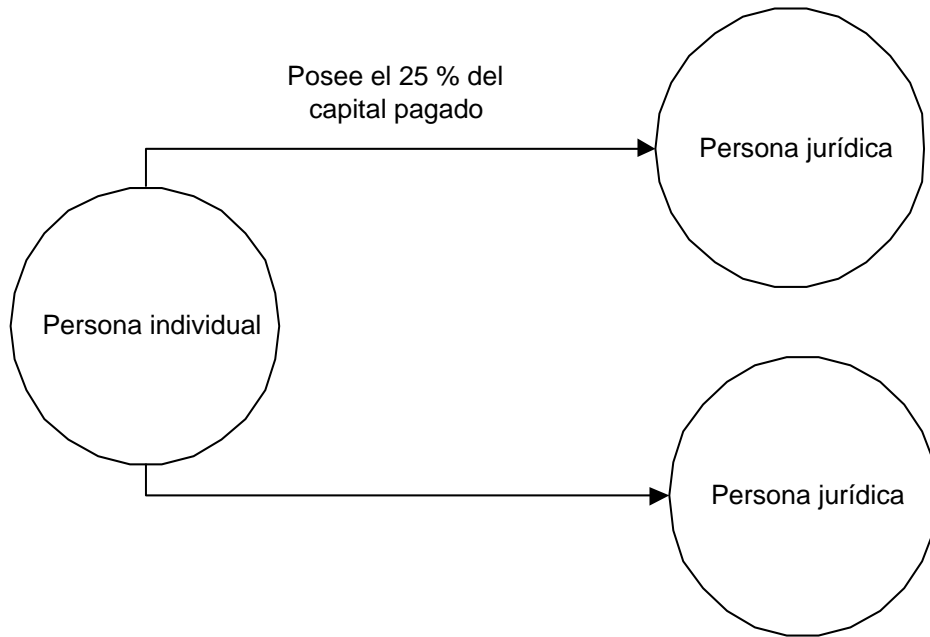 Posee el 25 % del
capital pagado
Persona jurídica
Persona individual
Persona jurídica